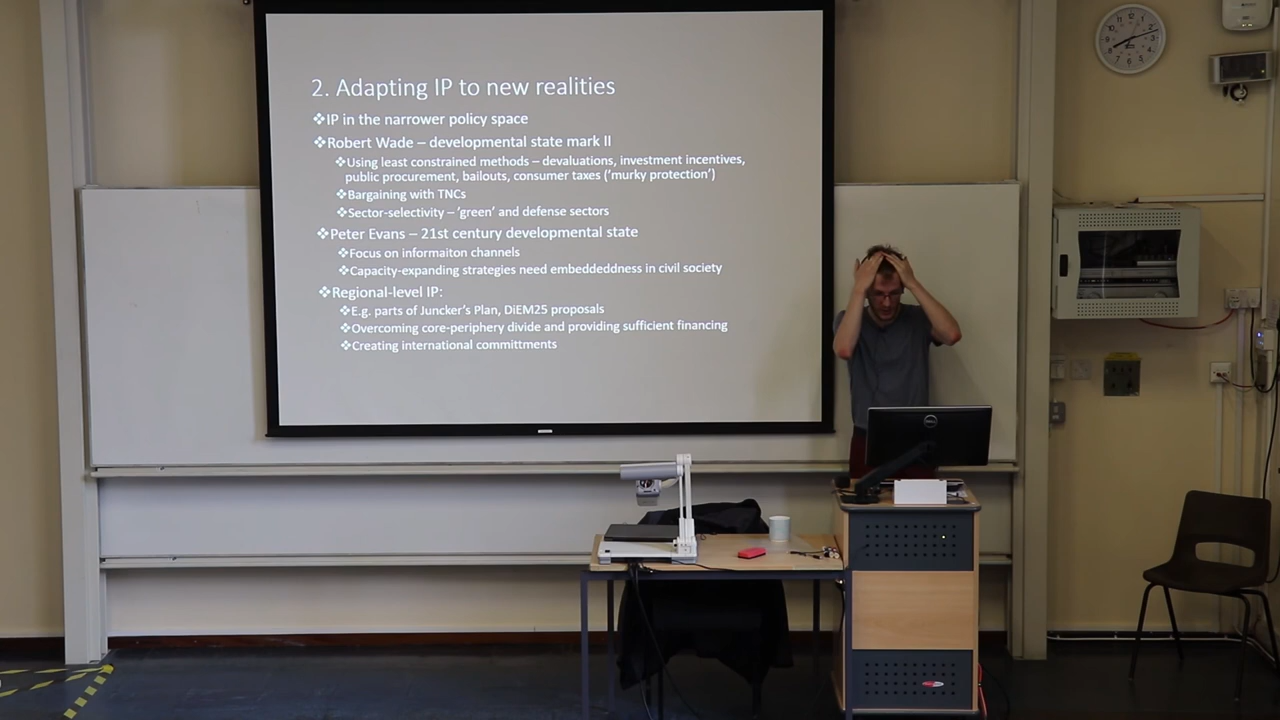 2. Adapting IP to new realities
❖IP in the narrower policy space
❖Robert Wade – developmental state mark II
❖Using least constrained methods – devaluations, investment incentives,
public procurement, bailouts, consumer taxes ('murky protection')
❖Bargaining with TNCs
❖Sector-selectivity – 'green' and defense sectors
❖Peter Evans – 21st century developmental state
❖Focus on informaiton channels
❖Capacity-expanding strategies need embeddedness in civil society
❖Regional-level IP:
❖E.g. parts of Juncker's Plan, DiEM25 proposals
❖Overcoming core-periphery divide and providing sufficient financing
❖Creating international committments
DELL